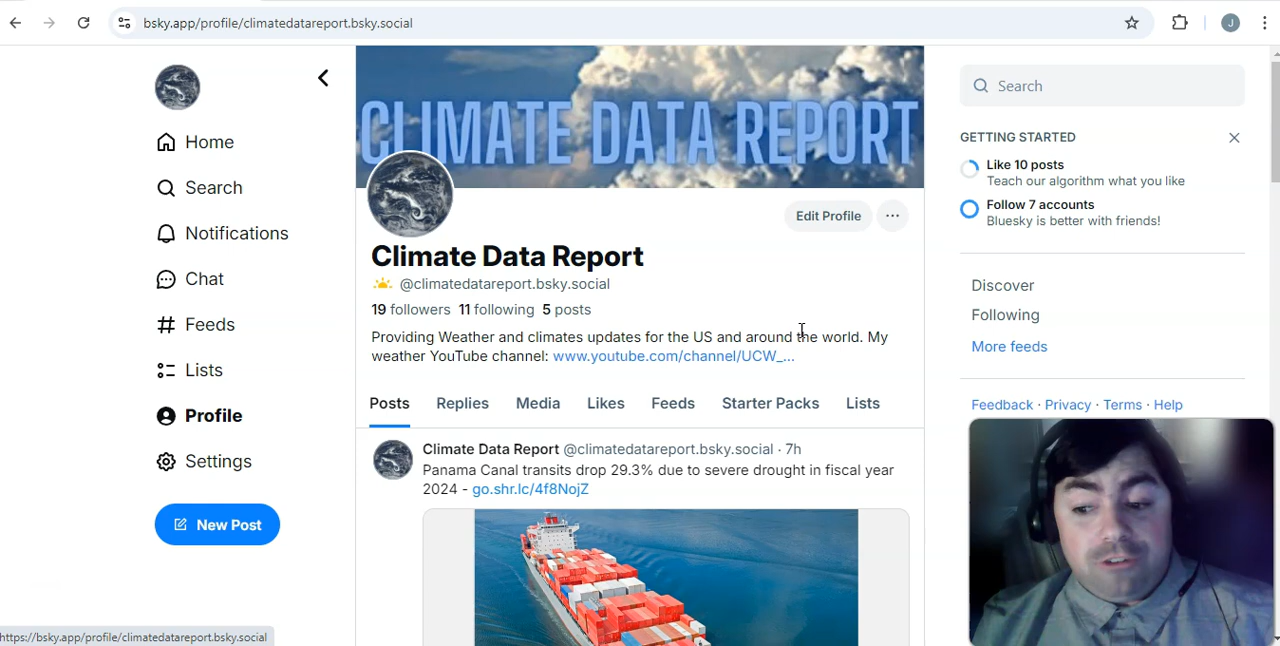 bsky.app/profile/climatedatareport.bsky.social
J
Home
Search
Notifications
Chat
Feeds
Lists
Profile
Settings
New Post
CLIMATE DATA REPORT
Edit Profile
Climate Data Report
@climatedatareport.bsky.social
19 followers 11 following 5 posts
Providing Weather and climates updates for the US and around the world. My
weather YouTube channel: www.youtube.com/channel/UCW_...
Posts Replies Media Likes Feeds Starter Packs Lists
Climate Data Report @climatedatareport.bsky.social · 7h
Panama Canal transits drop 29.3% due to severe drought in fiscal year
2024 - go.shr.lc/4f8NojZ
Search
GETTING STARTED
Like 10 posts
Teach our algorithm what you like
Follow 7 accounts
Bluesky is better with friends!
Discover
Following
More feeds
Feedback · Privacy · Terms · Help
https://bsky.app/profile/climatedatareport.bsky.social